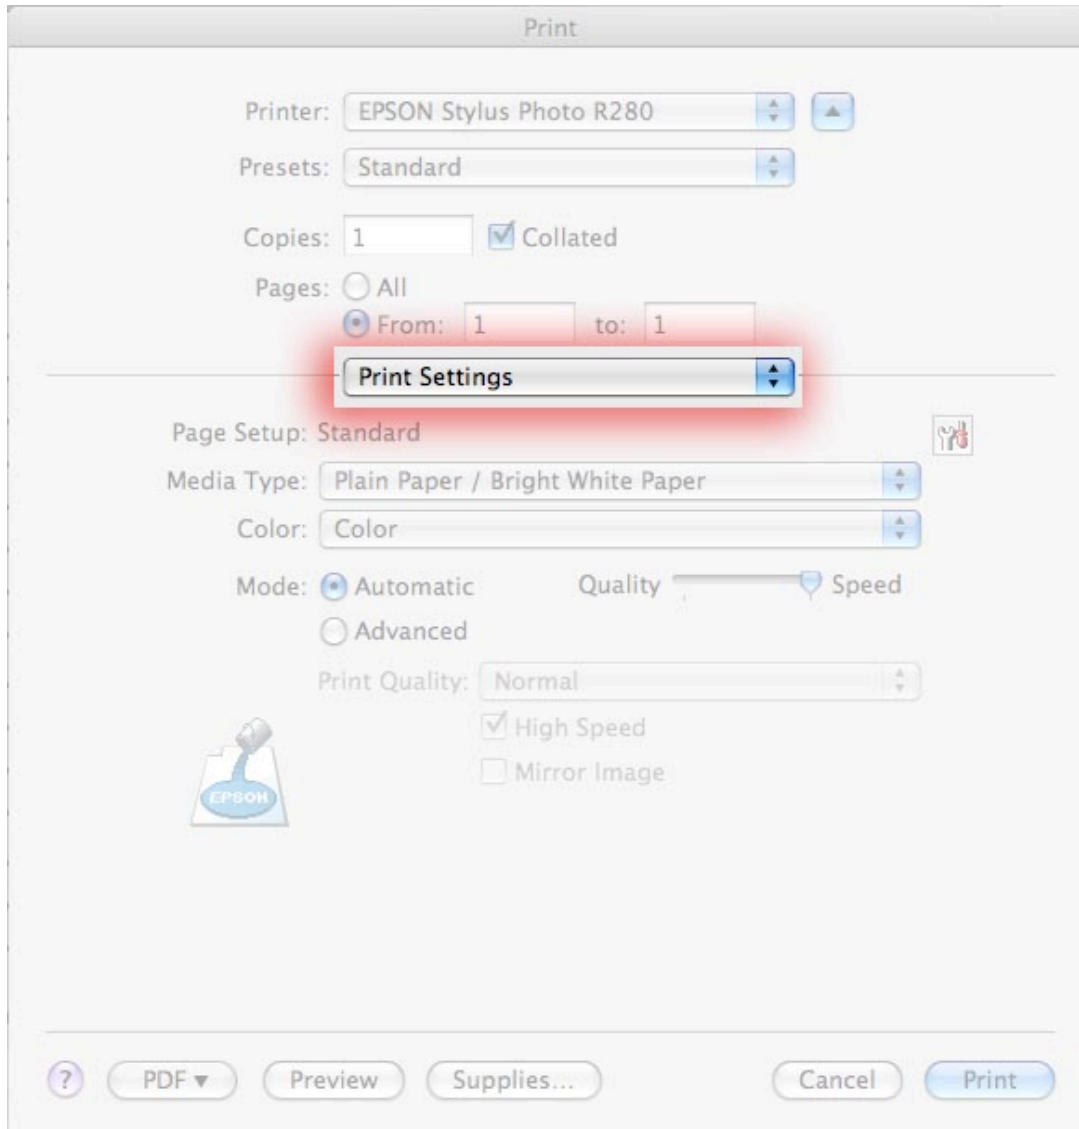 Print
Printer: EPSON Stylus Photo R280
Presets: Standard
Copies: 1 Collated
Pages: All
From: 1 to: 1
Print Settings
Page Setup: Standard
Media Type: Plain Paper / Bright White Paper
Color: Color
Mode: Automatic Quality Speed
Advanced
Print Quality: Normal
High Speed
Mirror Image
EPSON
? PDF▼ Preview Supplies... Cancel Print